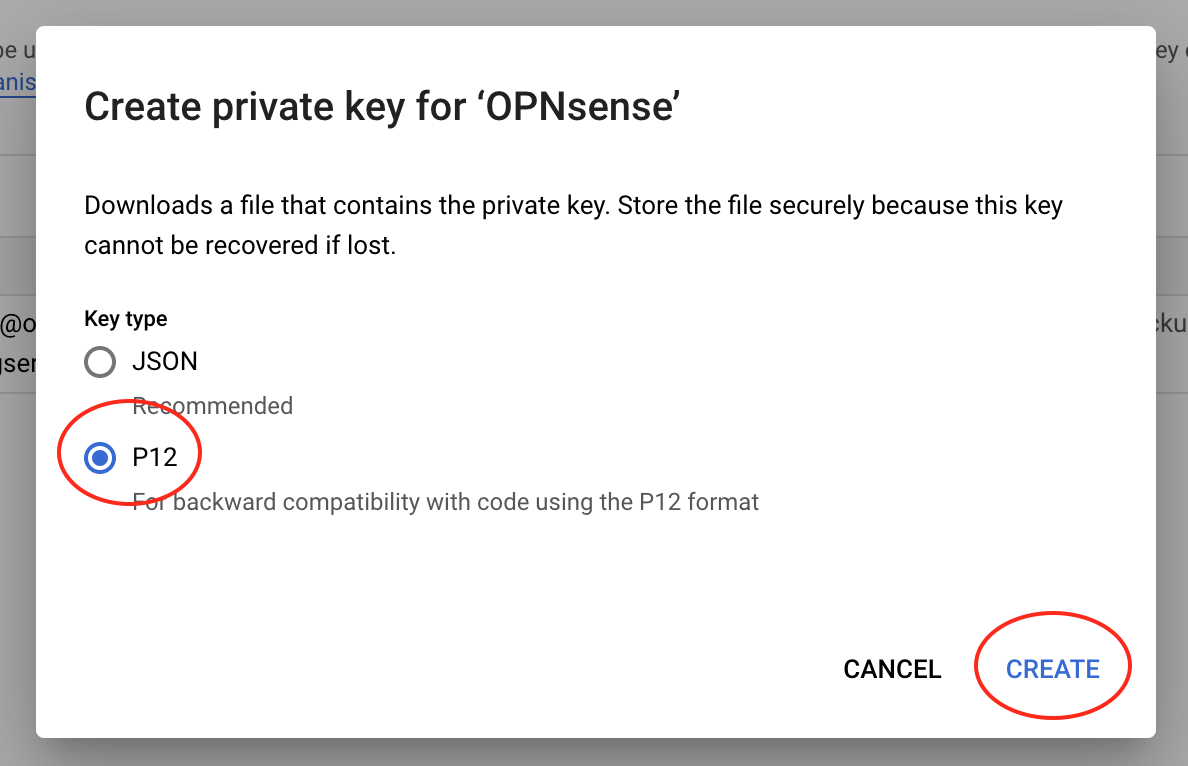 Create private key for ‘OPNsense’
Downloads a file that contains the private key. Store the file securely because this key
cannot be recovered if lost.
Key type
JSON
Recommended
P12
For backward compatibility with code using the P12 format
CANCEL CREATE